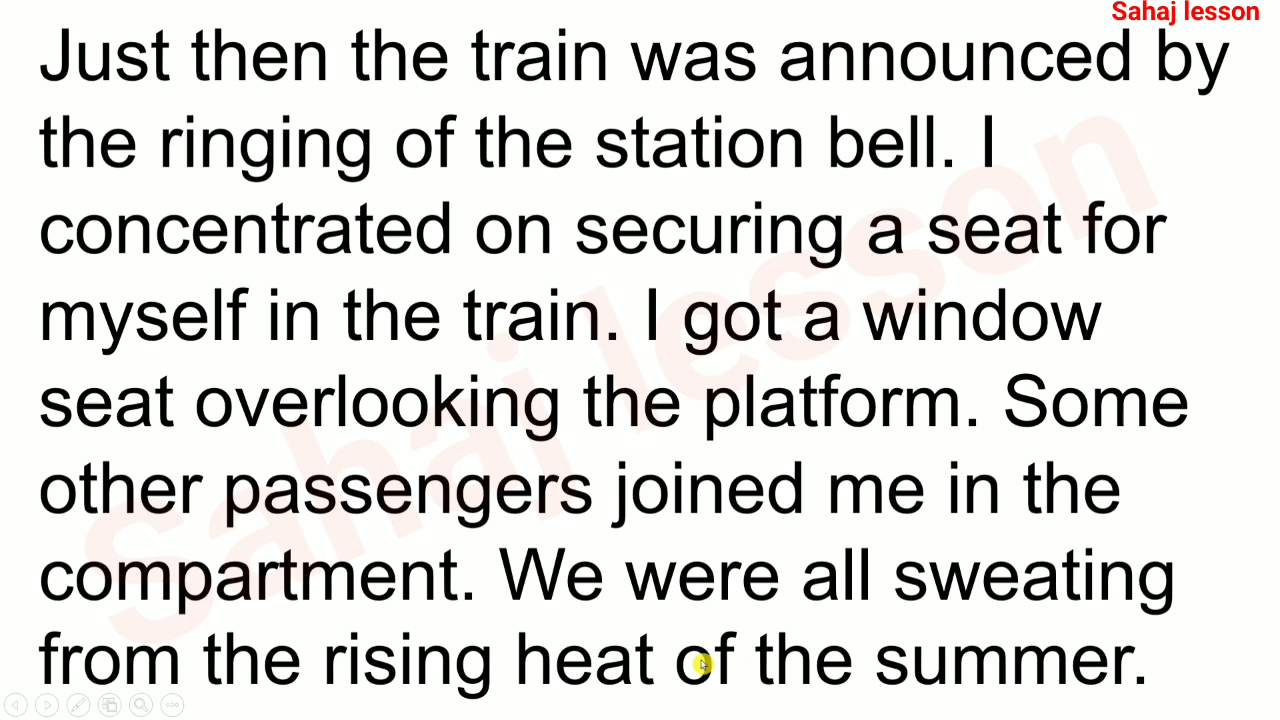 Sahaj lesson
Just then the train was announced by
the ringing of the station bell. I
concentrated on securing a seat for
myself in the train. I got a window
seat overlooking the platform. Some
other passengers joined me in the
compartment. We were all sweating
from the rising heat of the summer.
Sahaj lesson